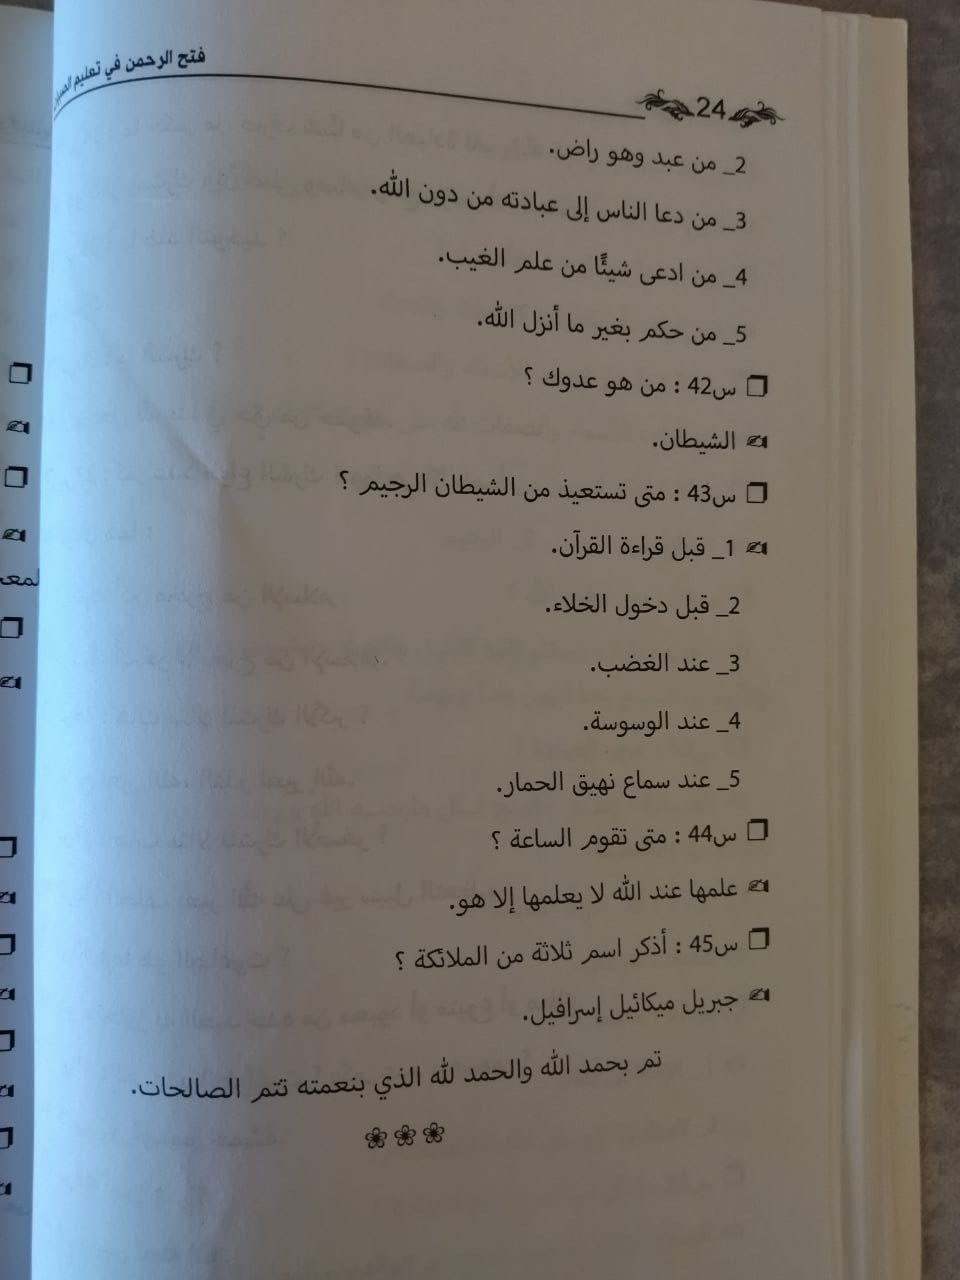 فتح الرحمن في تعليم
24
2_ من عبد وهو راض.
3_ من دعا الناس إلى عبادته من دون الله.
4_ من ادعى شيئًا من علم الغيب.
5_ من حكم بغير ما أنزل الله.
س42 : من هو عدوك ؟
الشيطان.
س43 : متى تستعيذ من الشيطان الرجيم ؟
1_ قبل قراءة القرآن.
2_ قبل دخول الخلاء.
3_ عند الغضب.
4_ عند الوسوسة.
5_ عند سماع نهيق الحمار.
س44 : متى تقوم الساعة ؟
علمها عند الله لا يعلمها إلا هو.
س45 : أذكر اسم ثلاثة من الملائكة ؟
جبريل ميكائيل إسرافيل.
تم بحمد الله والحمد لله الذي بنعمته تتم الصالحات.